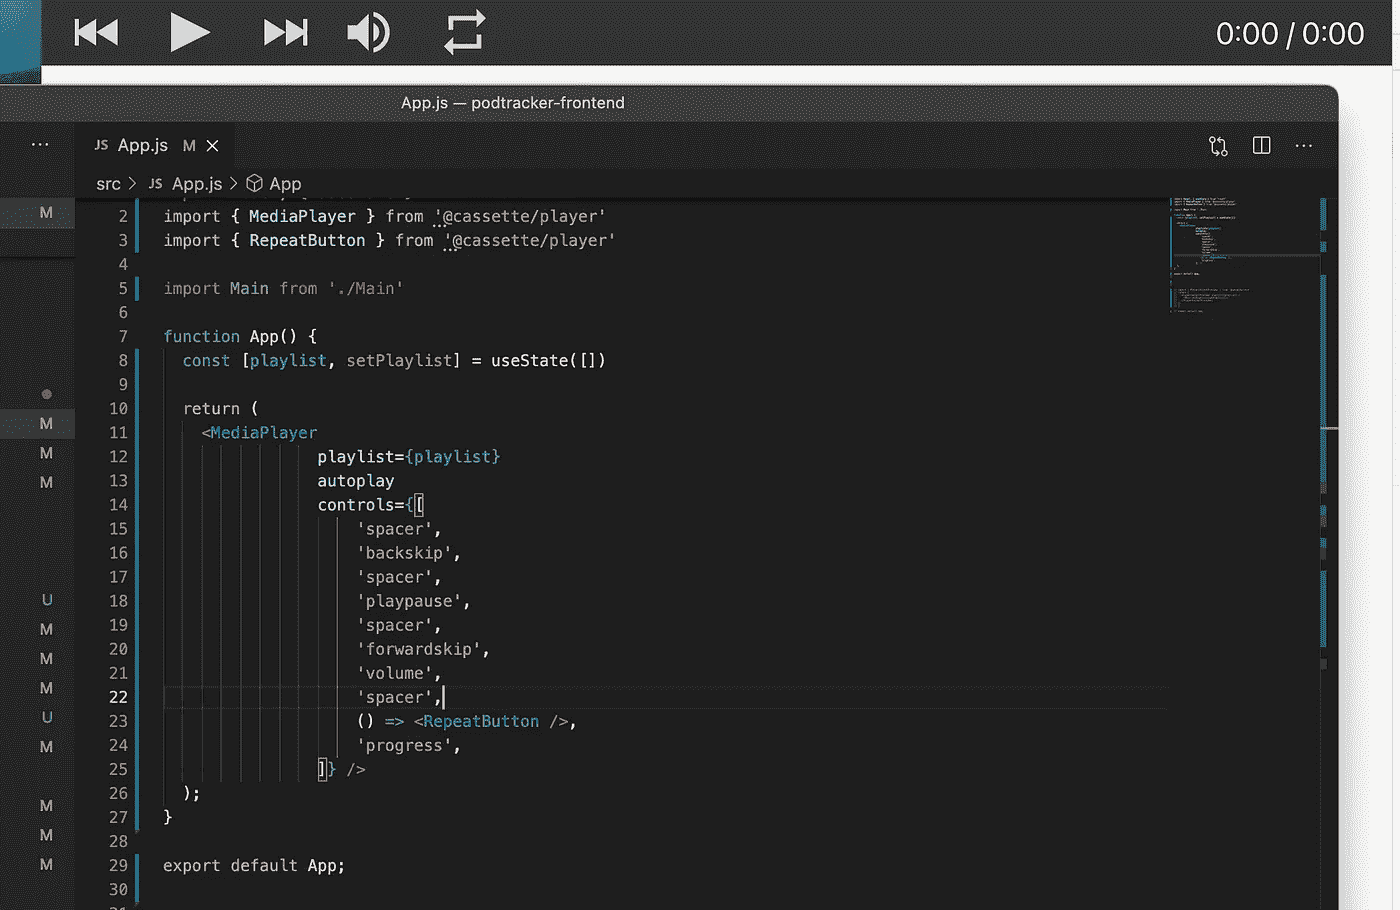 0:00 / 0:00
App.js — podtracker-frontend
JS App.js M
src > JS App.js > App
M
2 import { MediaPlayer } from '@cassette/player'
3 import { RepeatButton } from '@cassette/player'
4
5 import Main from './Main'
6
7 function App() {
8 const [playlist, setPlaylist] = useState([])
9
10 return (
11 <MediaPlayer
M
12 playlist={playlist}
M
13 autoplay
M
14 controls={[
15 'spacer',
16 'backskip',
17 'spacer',
U
18 'playpause',
M
19 'spacer',
M
20 'forwardskip',
21 'volume',
M
22 'spacer',
U
23 () => <RepeatButton />,
M
24 'progress',
25 ]} />
M
26 );
27 }
M
28
M
29 export default App;
30